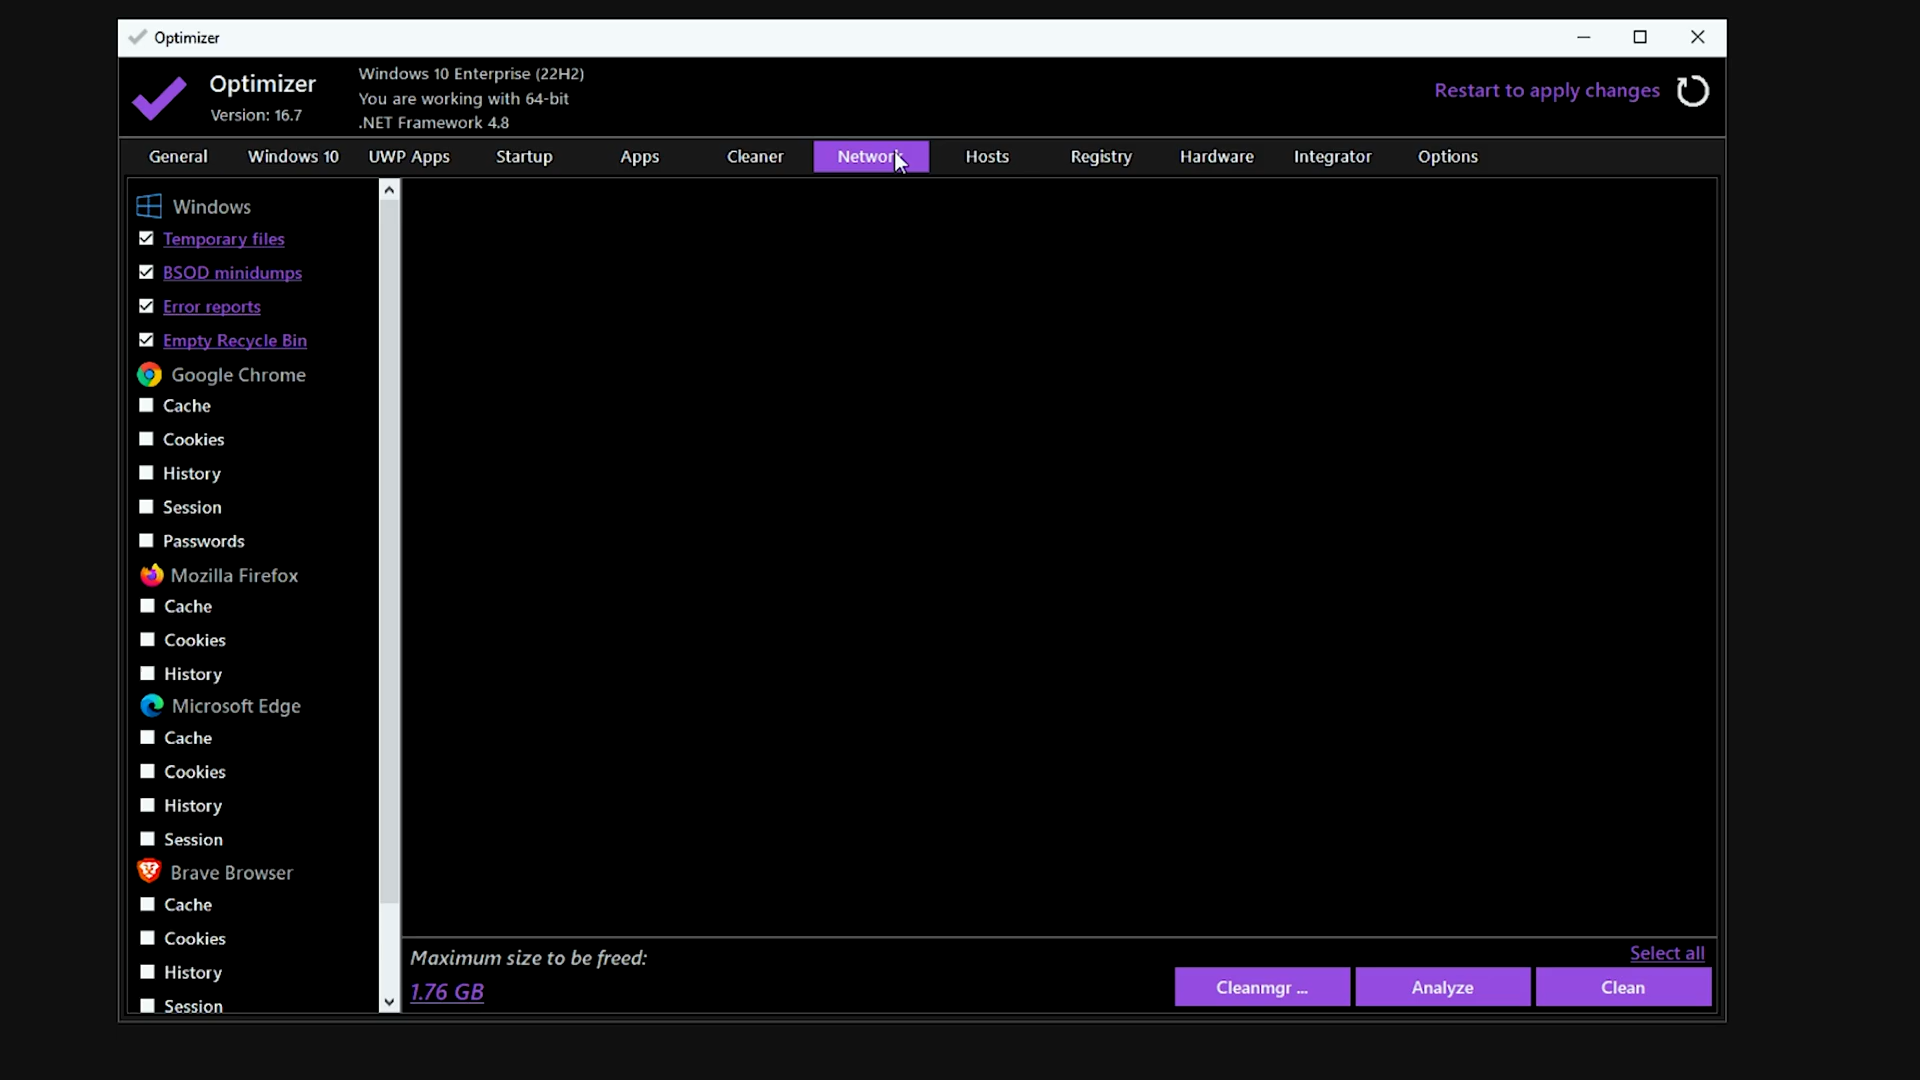 Optimizer
Optimizer
Version: 16.7
Windows 10 Enterprise (22H2)
You are working with 64-bit
.NET Framework 4.8
Restart to apply changes
General Windows 10 UWP Apps Startup Apps Cleaner Network Hosts Registry Hardware Integrator Options
Windows
Temporary files
BSOD minidumps
Error reports
Empty Recycle Bin
Google Chrome
Cache
Cookies
History
Session
Passwords
Mozilla Firefox
Cache
Cookies
History
Microsoft Edge
Cache
Cookies
History
Session
Brave Browser
Cache
Cookies
History
Session
Maximum size to be freed:
1.76 GB
Select all
Cleanmgr ... Analyze Clean